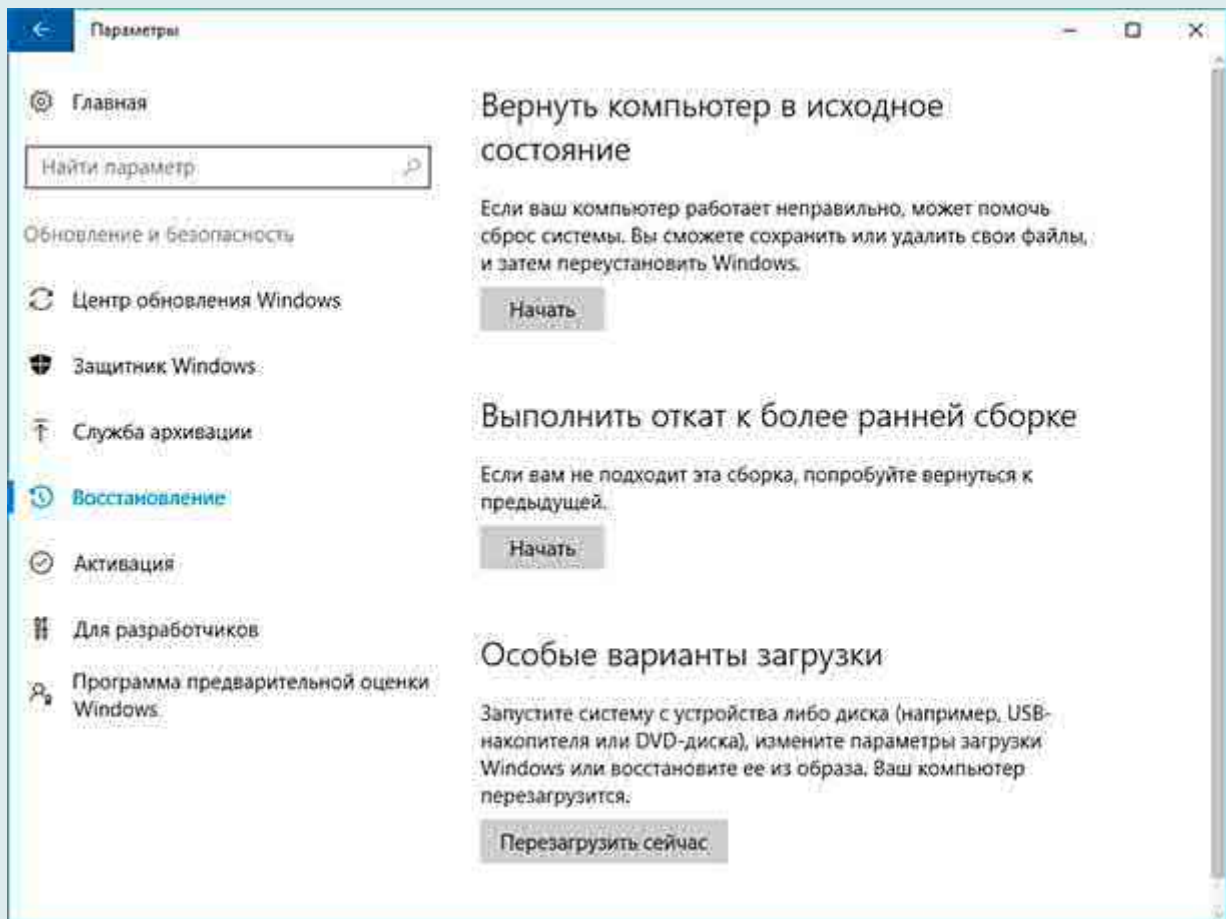 Параметры
Главная
Найти параметр
Обновление и безопасность
Центр обновления Windows
Защитник Windows
Служба архивации
Восстановление
Активация
Для разработчиков
Программа предварительной оценки
Windows
Вернуть компьютер в исходное
состояние
Если ваш компьютер работает неправильно, может помочь
сброс системы. Вы сможете сохранить или удалить свои файлы,
и затем переустановить Windows.
Начать
Выполнить откат к более ранней сборке
Если вам не подходит эта сборка, попробуйте вернуться к
предыдущей.
Начать
Особые варианты загрузки
Запустите систему с устройства либо диска (например, USB-
накопителя или DVD-диска), измените параметры загрузки
Windows или восстановите ее из образа. Ваш компьютер
перезагрузится.
Перезагрузить сейчас